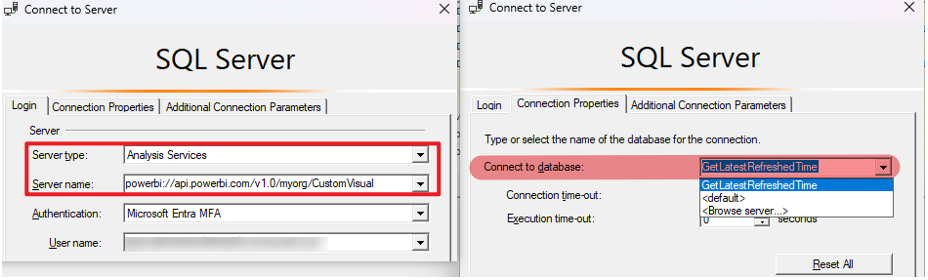 Connect to Server
SQL Server
Login Connection Properties Additional Connection Parameters
Server
Server type: Analysis Services
Server name: powerbi://api.powerbi.com/v1.0/myorg/CustomVisual
Authentication: Microsoft Entra MFA
User name:
Connect to Server
SQL Server
Login Connection Properties Additional Connection Parameters
Type or select the name of the database for the connection.
Connect to database: GetLatestRefreshedTime
GetLatestRefreshedTime
<default>
<Browse server...>
Connection time-out:
Execution time-out: 0 seconds
Reset All